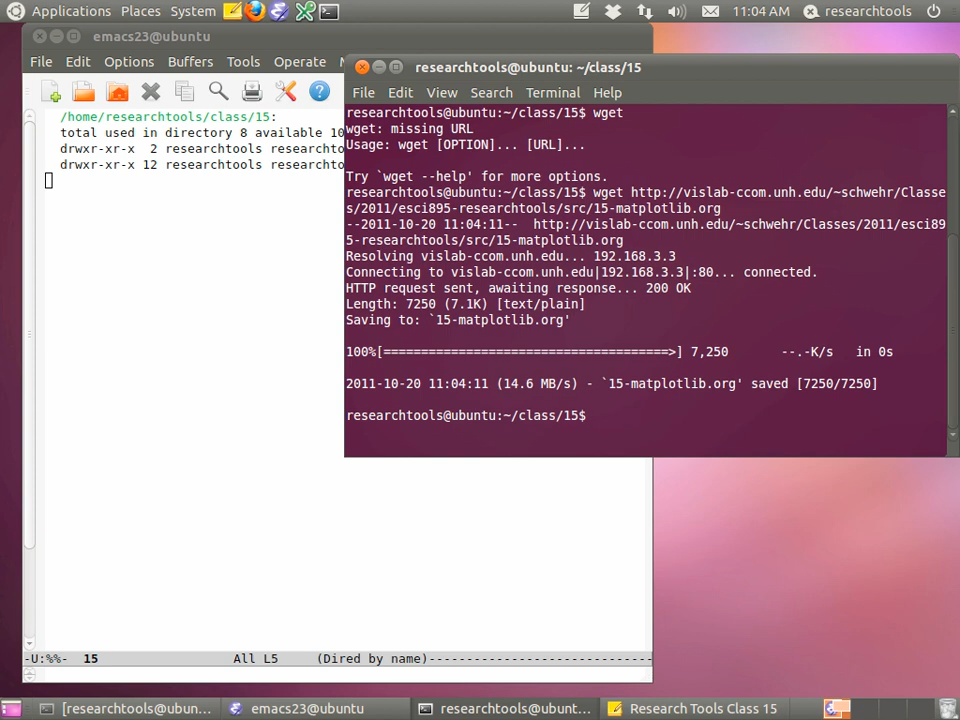 Applications Places System 11:04 AM researchtools
emacs23@ubuntu
File Edit Options Buffers Tools Operate
/home/researchtools/class/15:
total used in directory 8 available 10
drwxr-xr-x 2 researchtools researchto
drwxr-xr-x 12 researchtools researchto
-U:%%- 15 All L5 (Dired by name)-----------------------------
researchtools@ubuntu: ~/class/15
File Edit View Search Terminal Help
researchtools@ubuntu:~/class/15$ wget
wget: missing URL
Usage: wget [OPTION]... [URL]...
Try `wget --help' for more options.
researchtools@ubuntu:~/class/15$ wget http://vislab-ccom.unh.edu/~schwehr/Classe
s/2011/esci895-researchtools/src/15-matplotlib.org
--2011-10-20 11:04:11-- http://vislab-ccom.unh.edu/~schwehr/Classes/2011/esci89
5-researchtools/src/15-matplotlib.org
Resolving vislab-ccom.unh.edu... 192.168.3.3
Connecting to vislab-ccom.unh.edu|192.168.3.3|:80... connected.
HTTP request sent, awaiting response... 200 OK
Length: 7250 (7.1K) [text/plain]
Saving to: `15-matplotlib.org'
100%[======================================>] 7,250 --.-K/s in 0s
2011-10-20 11:04:11 (14.6 MB/s) - `15-matplotlib.org' saved [7250/7250]
researchtools@ubuntu:~/class/15$
[researchtools@ubun... emacs23@ubuntu researchtools@ubunt... Research Tools Class 15